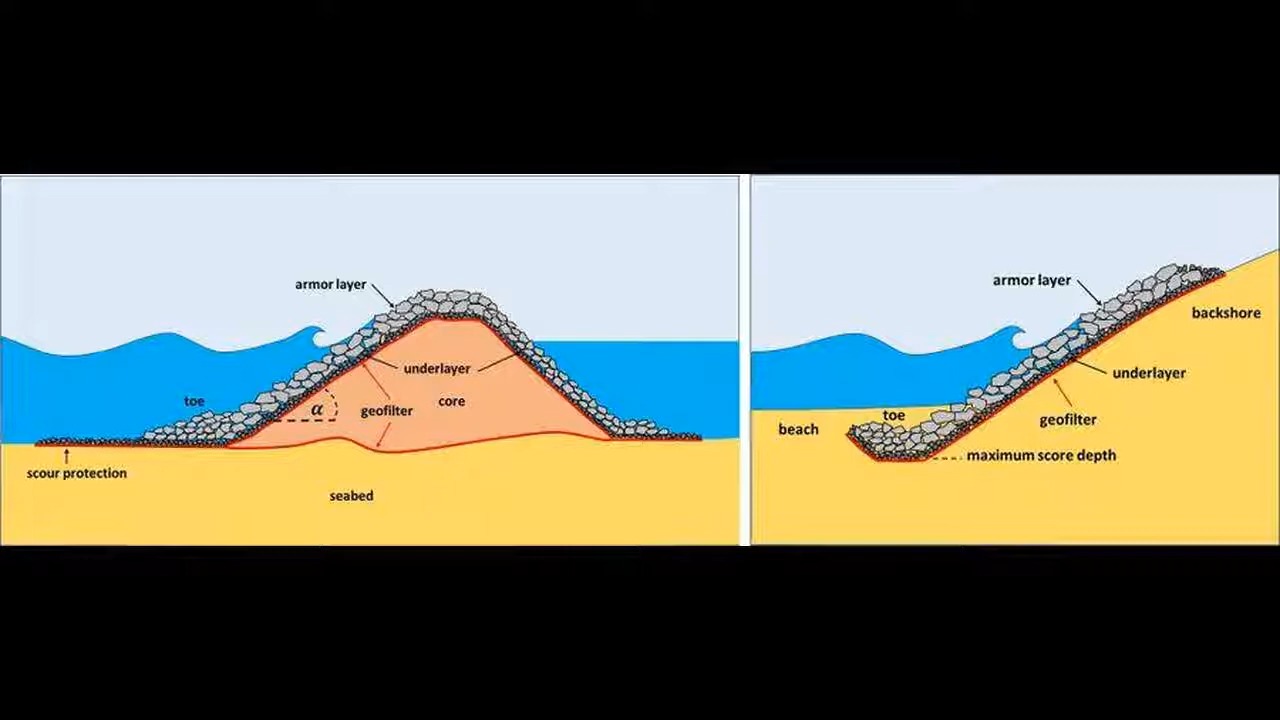 armor layer
underlayer
toe
core
α
geofilter
scour protection
seabed
armor layer
backshore
underlayer
toe
geofilter
beach
maximum score depth